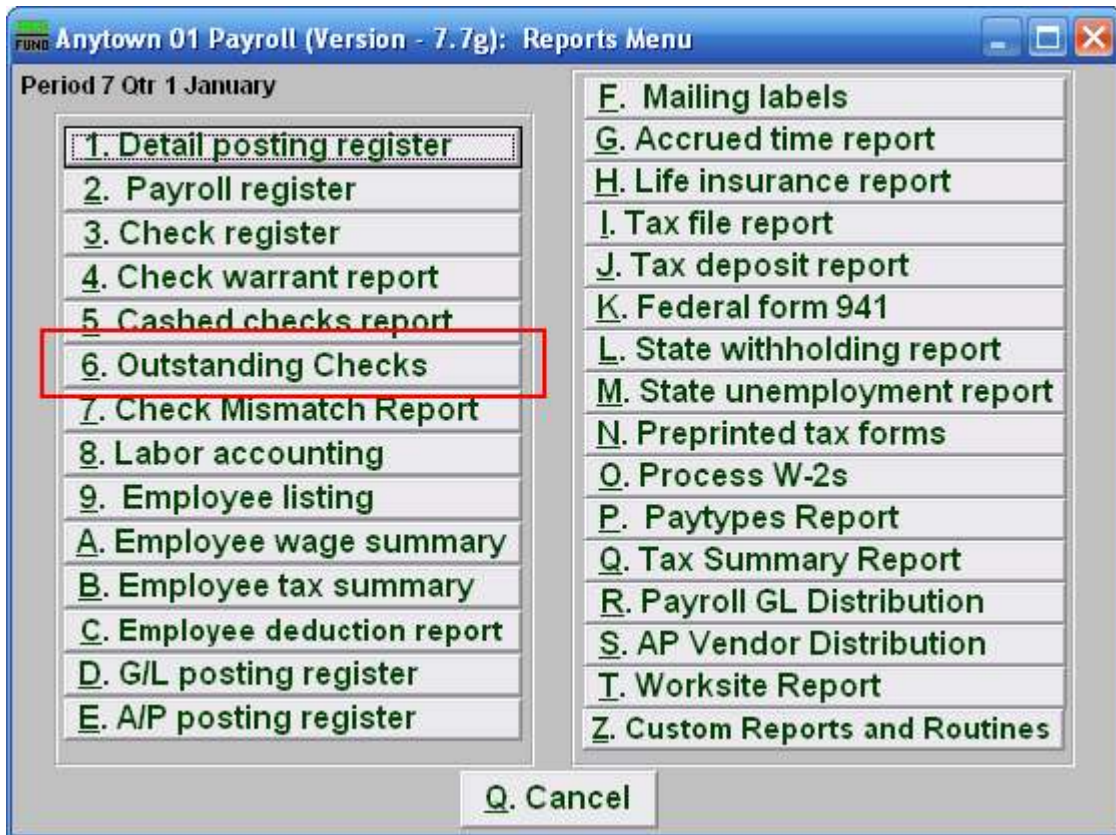 FUND Anytown 01 Payroll (Version - 7.7g): Reports Menu
Period 7 Qtr 1 January
1. Detail posting register
2. Payroll register
3. Check register
4. Check warrant report
5. Cashed checks report
6. Outstanding Checks
7. Check Mismatch Report
8. Labor accounting
9. Employee listing
A. Employee wage summary
B. Employee tax summary
C. Employee deduction report
D. G/L posting register
E. A/P posting register
F. Mailing labels
G. Accrued time report
H. Life insurance report
I. Tax file report
J. Tax deposit report
K. Federal form 941
L. State withholding report
M. State unemployment report
N. Preprinted tax forms
O. Process W-2s
P. Paytypes Report
Q. Tax Summary Report
R. Payroll GL Distribution
S. AP Vendor Distribution
T. Worksite Report
Z. Custom Reports and Routines
Q. Cancel